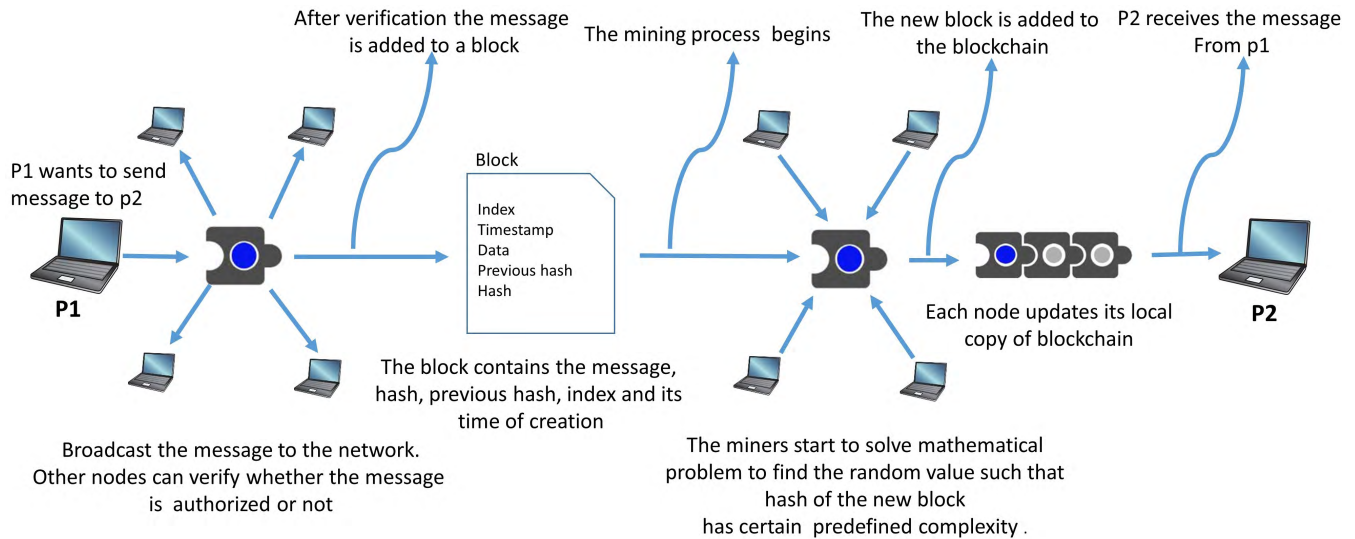 After verification the message
is added to a block
The mining process  begins
The new block is added to
the blockchain
P2 receives the message
From p1
P1 wants to send
message to p2
P1
Block
Index
Timestamp
Data
Previous hash
Hash
Each node updates its local
copy of blockchain
P2
The block contains the message,
hash, previous hash, index and its
time of creation
Broadcast the message to the network.
Other nodes can verify whether the message
is  authorized or not
The miners start to solve mathematical
problem to find the random value such that
hash of the new block
has certain  predefined complexity .